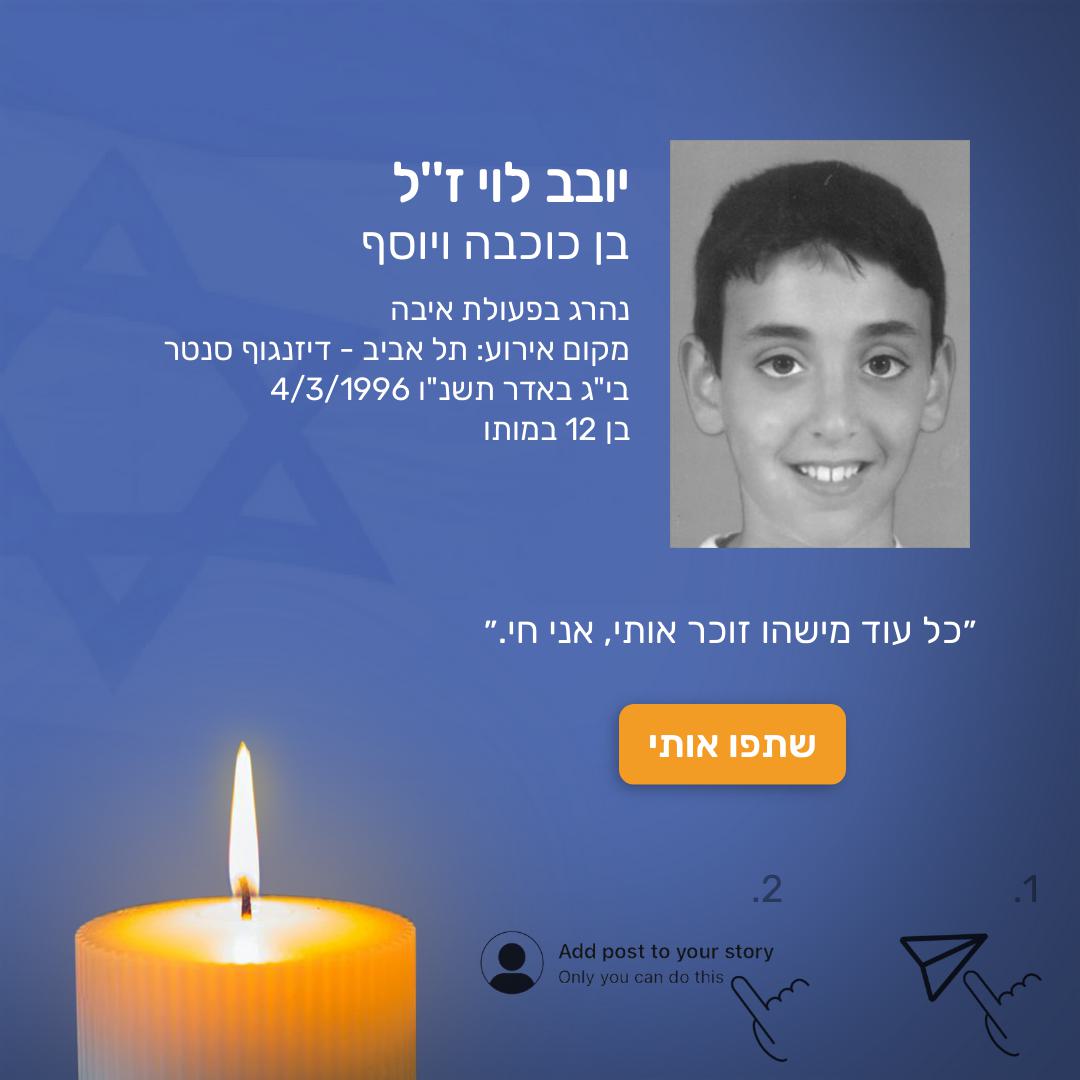 יובב לוי ז"ל
בן כוכבה ויוסף
נהרג בפעולת איבה
מקום אירוע: תל אביב - דיזנגוף סנטר
בי"ג באדר תשנ"ו 4/3/1996
בן 12 במותו
״כל עוד מישהו זוכר אותי, אני חי.״
שתפו אותי
1.
2.
Add post to your story
Only you can do this